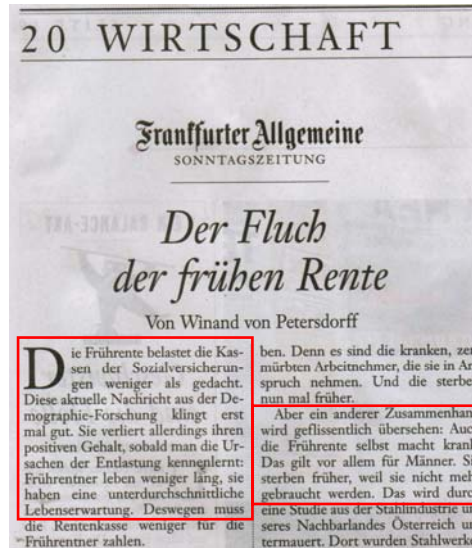 20 WIRTSCHAFT
Frankfurter Allgemeine
SONNTAGSZEITUNG
Der Fluch
der frühen Rente
Von Winand von Petersdorff
Die Frührente belastet die Kas-
sen der Sozialversicherun-
gen weniger als gedacht.
Diese aktuelle Nachricht aus der De-
mographie-Forschung klingt erst
mal gut. Sie verliert allerdings ihren
positiven Gehalt, sobald man die Ur-
sachen der Entlastung kennenlernt:
Frührentner leben weniger lang, sie
haben eine unterdurchschnittliche
Lebenserwartung. Deswegen muss
die Rentenkasse weniger für die
Frührentner zahlen.
ben. Denn es sind die kranken, zer
mürbten Arbeitnehmer, die sie in An
spruch nehmen. Und die sterbe
nun mal früher.
Aber ein anderer Zusammenhan
wird geflissentlich übersehen: Auc
die Frührente selbst macht krank
Das gilt vor allem für Männer. Si
sterben früher, weil sie nicht meh
gebraucht werden. Das wird durc
eine Studie aus der Stahlindustrie un
seres Nachbarlandes Österreich un
termauert. Dort wurden Stahlwerk